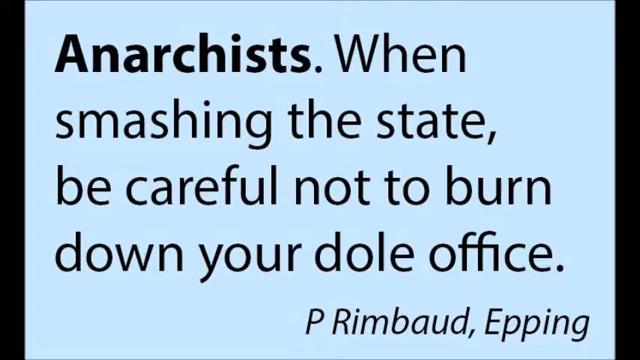 Anarchists. When
smashing the state,
be careful not to burn
down your dole office.
P Rimbaud, Epping